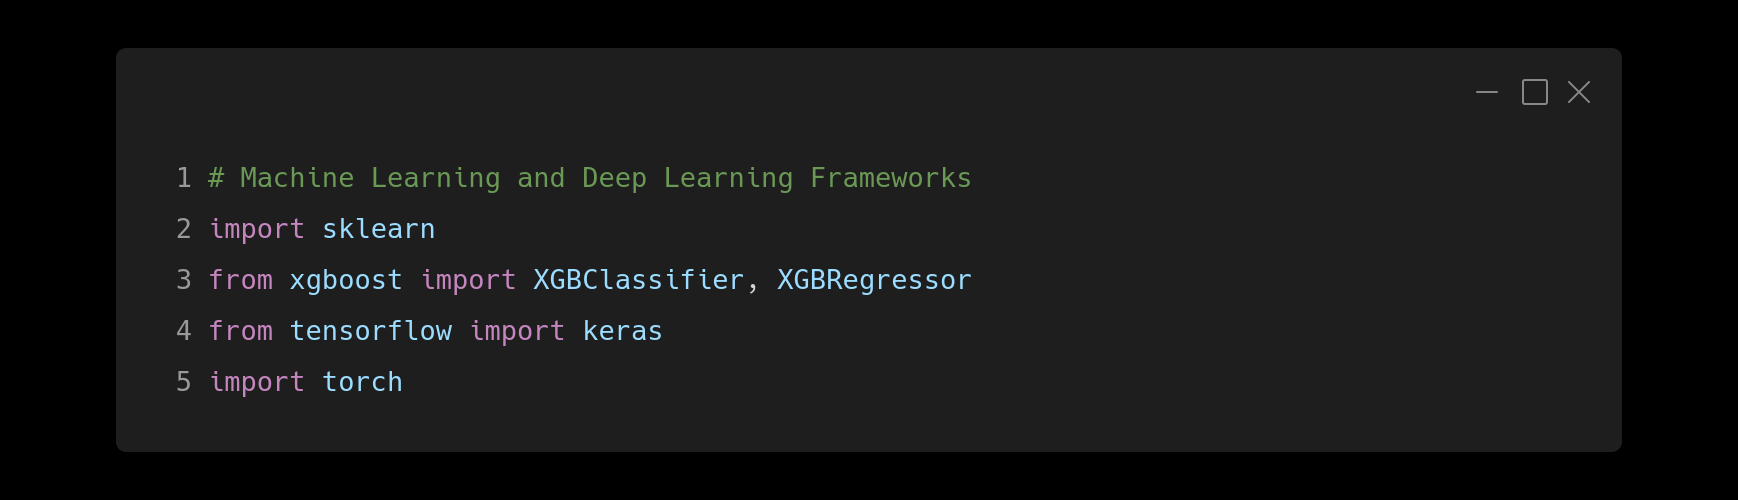 1 # Machine Learning and Deep Learning Frameworks
2 import sklearn
3 from xgboost import XGBClassifier, XGBRegressor
4 from tensorflow import keras
5 import torch